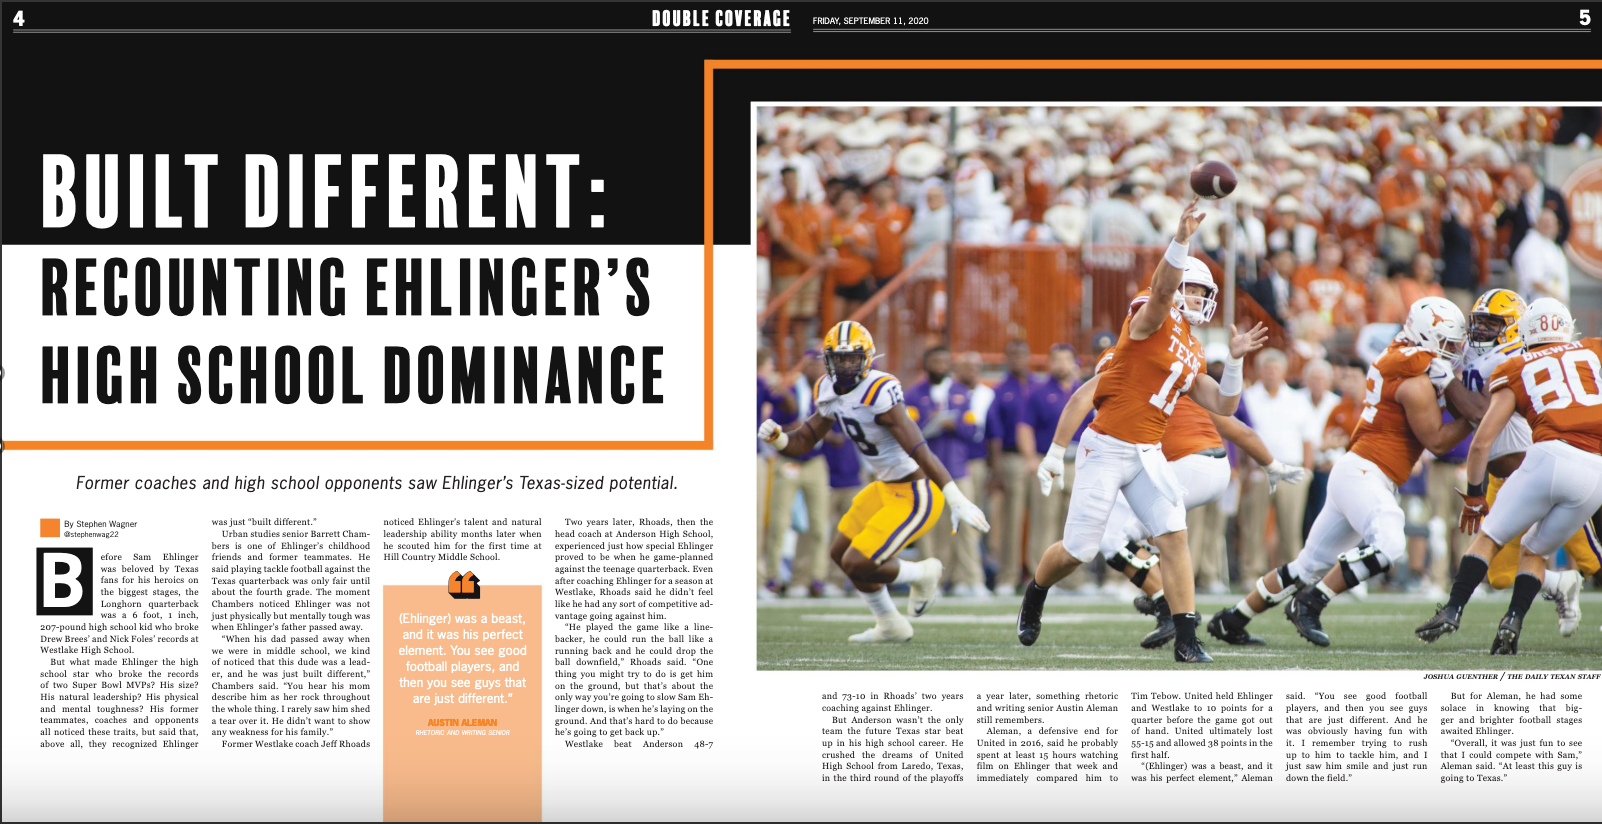 4
DOUBLE COVERAGE
FRIDAY, SEPTEMBER 11, 2020
5
BUILT DIFFERENT:
RECOUNTING EHLINGER'S
HIGH SCHOOL DOMINANCE
Former coaches and high school opponents saw Ehlinger's Texas-sized potential.
By Stephen Wagner
@stephenwag22
Before Sam Ehlinger
was beloved by Texas
fans for his heroics on
the biggest stages, the
Longhorn quarterback
was a 6 foot, 1 inch,
207-pound high school kid who broke
Drew Brees' and Nick Foles' records at
Westlake High School.
But what made Ehlinger the high
school star who broke the records
of two Super Bowl MVPs? His size?
His natural leadership? His physical
and mental toughness? His former
teammates, coaches and opponents
all noticed these traits, but said that,
above all, they recognized Ehlinger
was just “built different.”
Urban studies senior Barrett Cham-
bers is one of Ehlinger's childhood
friends and former teammates. He
said playing tackle football against the
Texas quarterback was only fair until
about the fourth grade. The moment
Chambers noticed Ehlinger was not
just physically but mentally tough was
when Ehlinger's father passed away.
“When his dad passed away when
we were in middle school, we kind
of noticed that this dude was a lead-
er, and he was just built different,”
Chambers said. “You hear his mom
describe him as her rock throughout
the whole thing. I rarely saw him shed
a tear over it. He didn't want to show
any weakness for his family.”
Former Westlake coach Jeff Rhoads
noticed Ehlinger's talent and natural
leadership ability months later when
he scouted him for the first time at
Hill Country Middle School.
“
(Ehlinger) was a beast,
and it was his perfect
element. You see good
football players, and
then you see guys that
are just different.”
AUSTIN ALEMAN
RHETORIC AND WRITING SENIOR
Two years later, Rhoads, then the
head coach at Anderson High School,
experienced just how special Ehlinger
proved to be when he game-planned
against the teenage quarterback. Even
after coaching Ehlinger for a season at
Westlake, Rhoads said he didn't feel
like he had any sort of competitive ad-
vantage going against him.
“He played the game like a line-
backer, he could run the ball like a
running back and he could drop the
ball downfield,” Rhoads said. “One
thing you might try to do is get him
on the ground, but that's about the
only way you're going to slow Sam Eh-
linger down, is when he's laying on the
ground. And that's hard to do because
he's going to get back up.”
Westlake beat Anderson 48-7
TEXAS
11
18
BREWER
80
80
JOSHUA GUENTHER / THE DAILY TEXAN STAFF
and 73-10 in Rhoads' two years
coaching against Ehlinger.
But Anderson wasn't the only
team the future Texas star beat
up in his high school career. He
crushed the dreams of United
High School from Laredo, Texas,
in the third round of the playoffs
a year later, something rhetoric
and writing senior Austin Aleman
still remembers.
Aleman, a defensive end for
United in 2016, said he probably
spent at least 15 hours watching
film on Ehlinger that week and
immediately compared him to
Tim Tebow. United held Ehlinger
and Westlake to 10 points for a
quarter before the game got out
of hand. United ultimately lost
55-15 and allowed 38 points in the
first half.
“(Ehlinger) was a beast, and it
was his perfect element,” Aleman
said. “You see good football
players, and then you see guys
that are just different. And he
was obviously having fun with
it. I remember trying to rush
up to him to tackle him, and I
just saw him smile and just run
down the field.”
But for Aleman, he had some
solace in knowing that big-
ger and brighter football stages
awaited Ehlinger.
“Overall, it was just fun to see
that I could compete with Sam,”
Aleman said. “At least this guy is
going to Texas.”